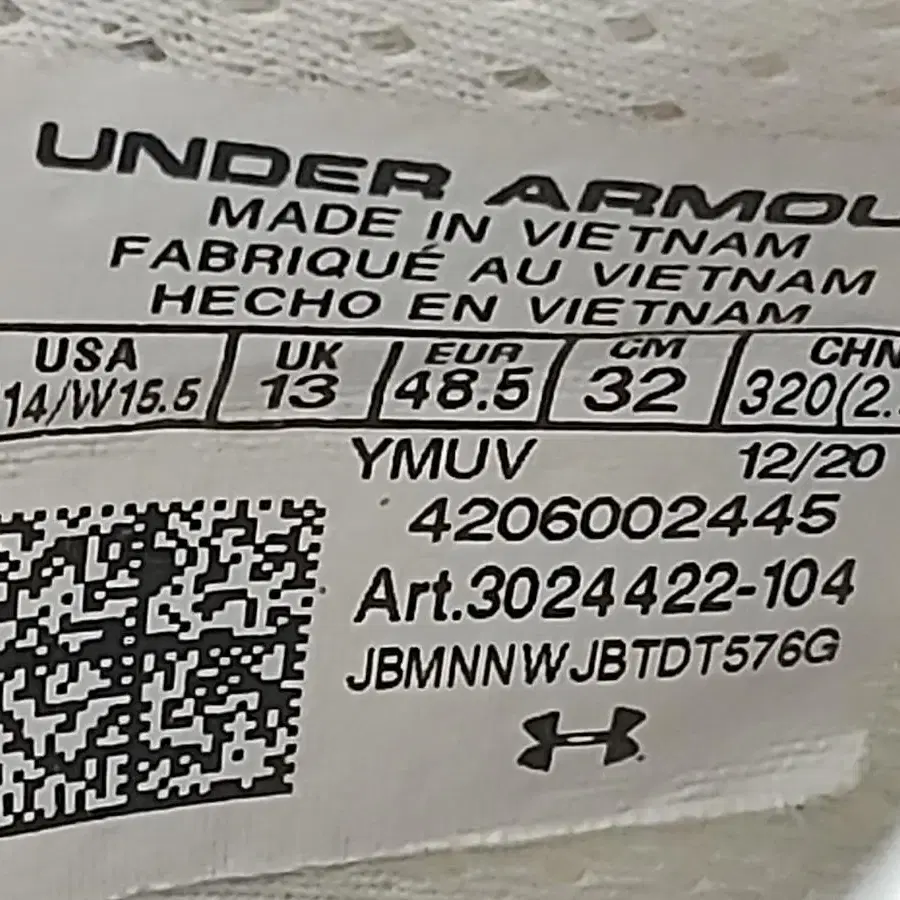 UNDER ARMOU
MADE IN VIETNAM
FABRIQUÉ AU VIETNAM
HECHO EN VIETNAM
USA UK EUR CM CHN
14/W15.5 13 48.5 32 320(2.
YMUV 12/20
4206002445
Art.3024422-104
JBMNNWJBTDT576G